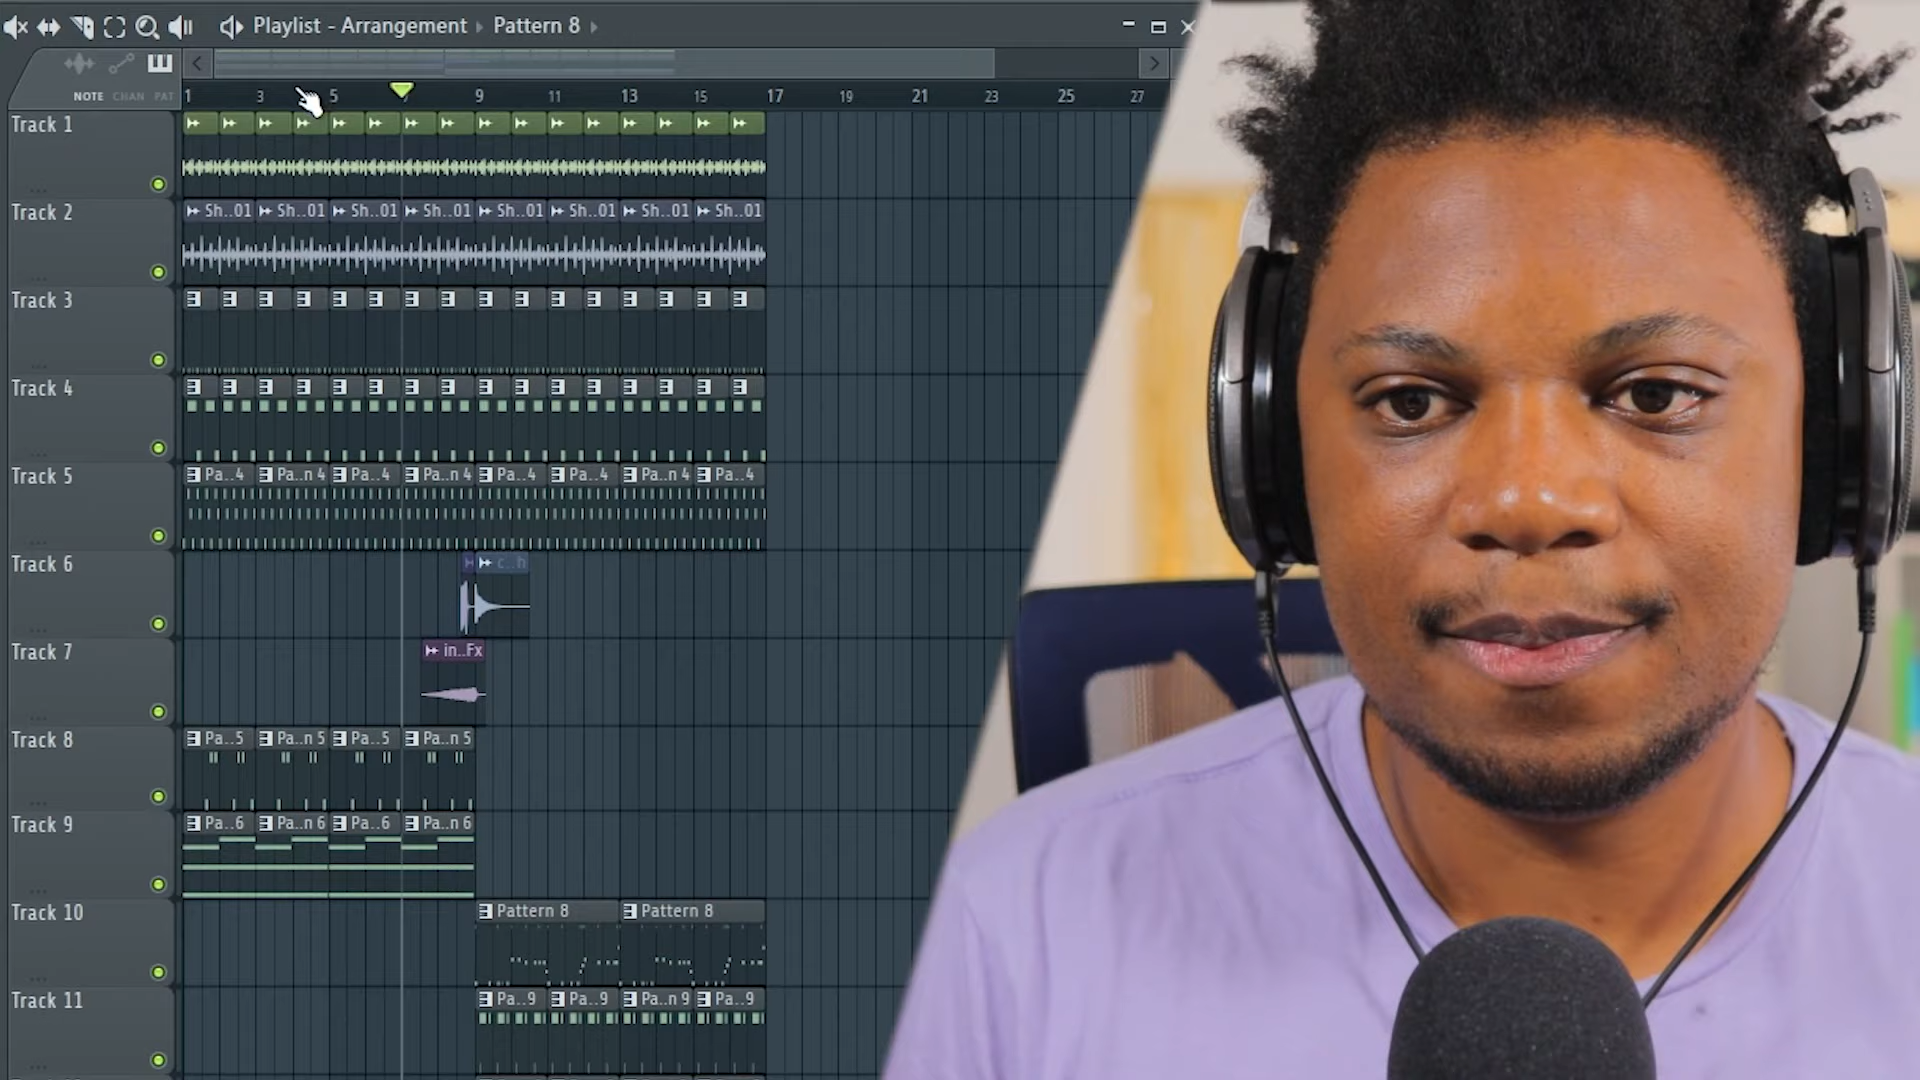 Playlist - Arrangement Pattern 8
NOTE CHAN PAT
1 3 5 7 9 11 13 15 17 19 21 23 25 27
Track 1
Track 2
Sh..01 Sh..01 Sh..01 Sh..01 Sh..01 Sh..01 Sh..01 Sh..01
Track 3
Track 4
Track 5
Pa..4 Pa..n 4 Pa..4 Pa..n 4 Pa..4 Pa..4 Pa..n 4 Pa..4
Track 6
c..h
Track 7
in..Fx
Track 8
Pa..5 Pa..n 5 Pa..5 Pa..n 5
Track 9
Pa..6 Pa..n 6 Pa..6 Pa..n 6
Track 10
Pattern 8 Pattern 8
Track 11
Pa..9 Pa..9 Pa..n 9 Pa..9